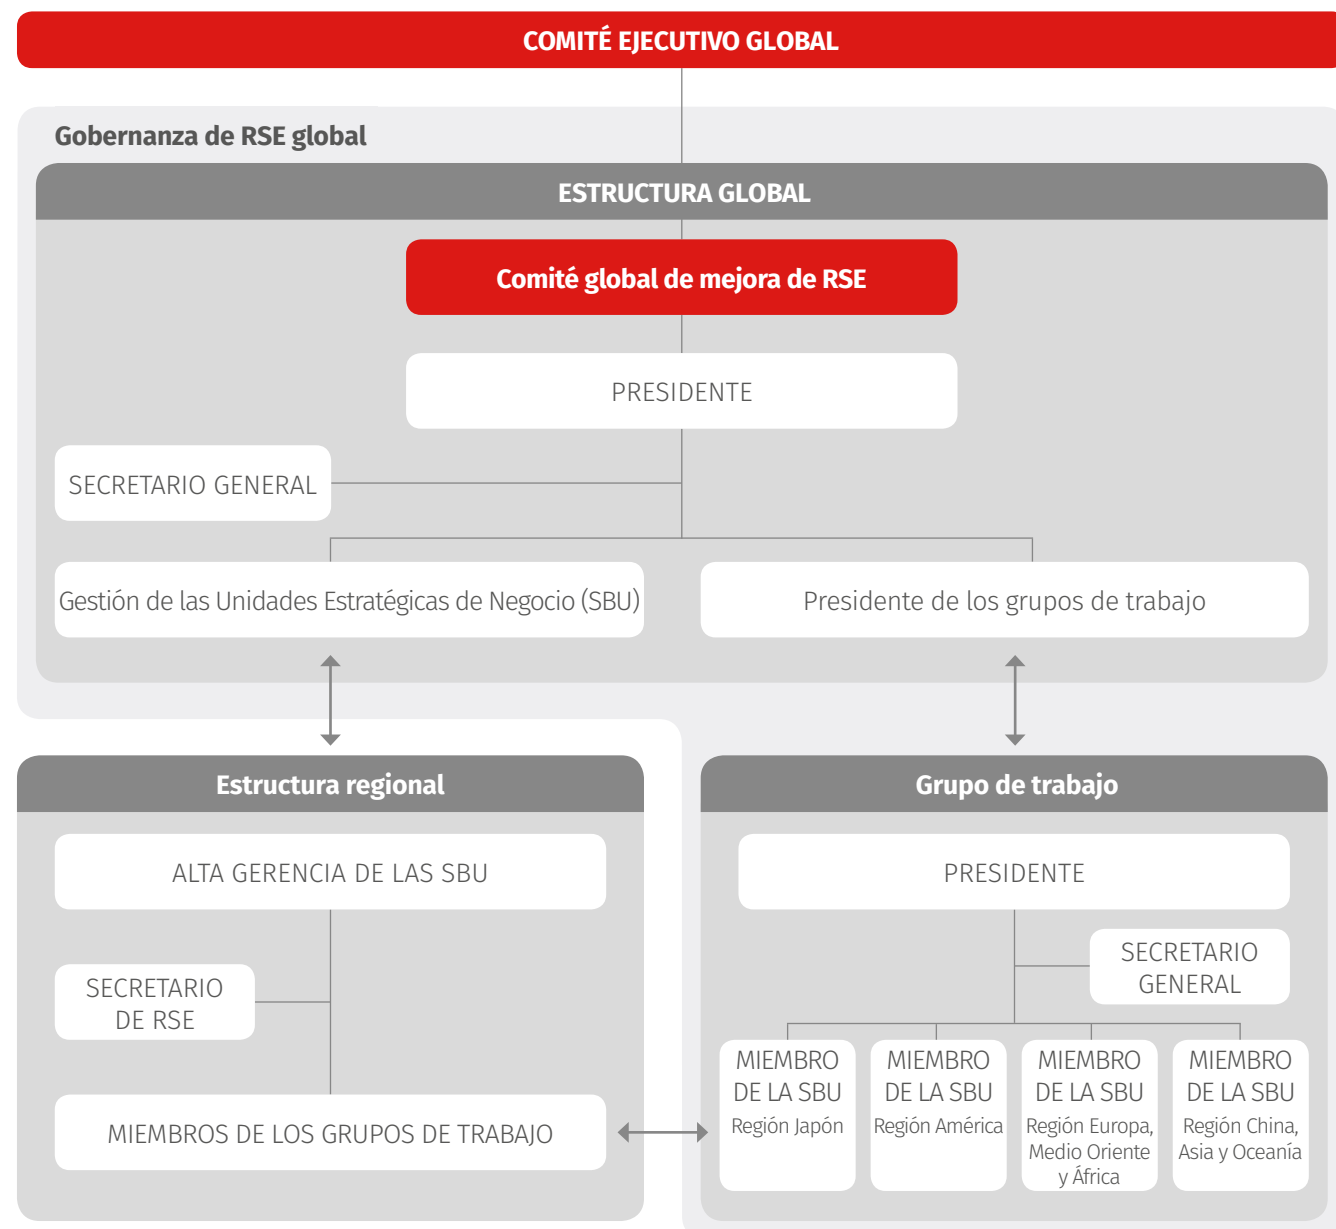 COMITÉ EJECUTIVO GLOBAL
Gobernanza de RSE global
ESTRUCTURA GLOBAL
Comité global de mejora de RSE
PRESIDENTE
SECRETARIO GENERAL
Gestión de las Unidades Estratégicas de Negocio (SBU)
Presidente de los grupos de trabajo
Estructura regional
ALTA GERENCIA DE LAS SBU
SECRETARIO
DE RSE
MIEMBROS DE LOS GRUPOS DE TRABAJO
Grupo de trabajo
PRESIDENTE
SECRETARIO
GENERAL
MIEMBRO
DE LA SBU
Región Japón
MIEMBRO
DE LA SBU
Región América
MIEMBRO
DE LA SBU
Región Europa,
Medio Oriente
y África
MIEMBRO
DE LA SBU
Región China,
Asia y Oceanía